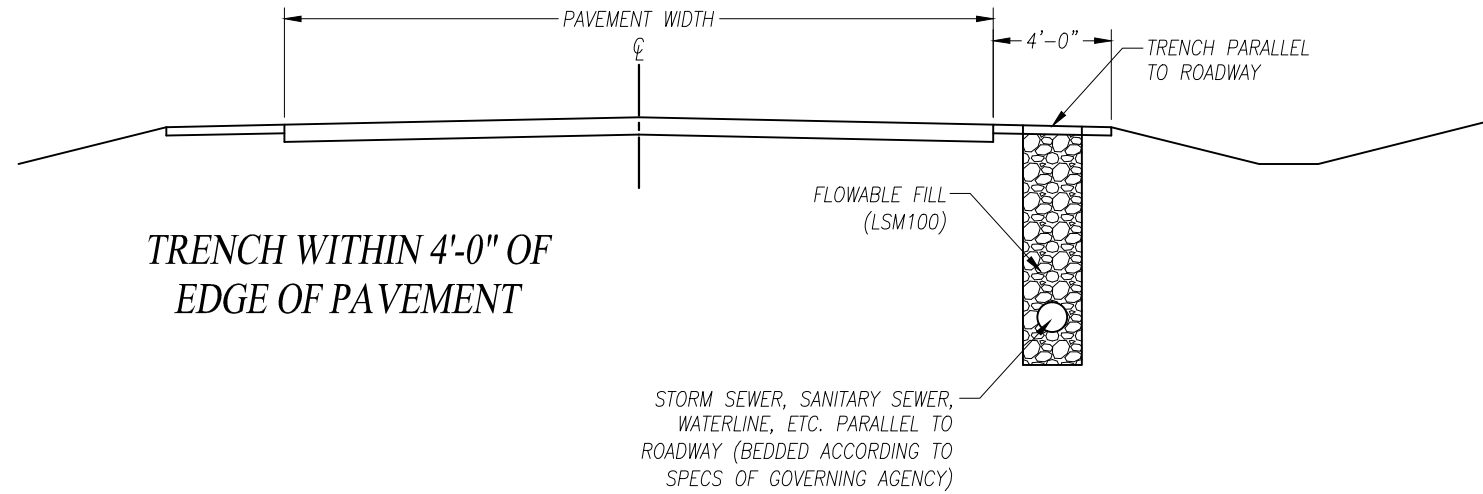 PAVEMENT WIDTH
℄
4'-0"
TRENCH PARALLEL
TO ROADWAY
FLOWABLE FILL
(LSM100)
TRENCH WITHIN 4'-0" OF
EDGE OF PAVEMENT
STORM SEWER, SANITARY SEWER,
WATERLINE, ETC. PARALLEL TO
ROADWAY (BEDDED ACCORDING TO
SPECS OF GOVERNING AGENCY)